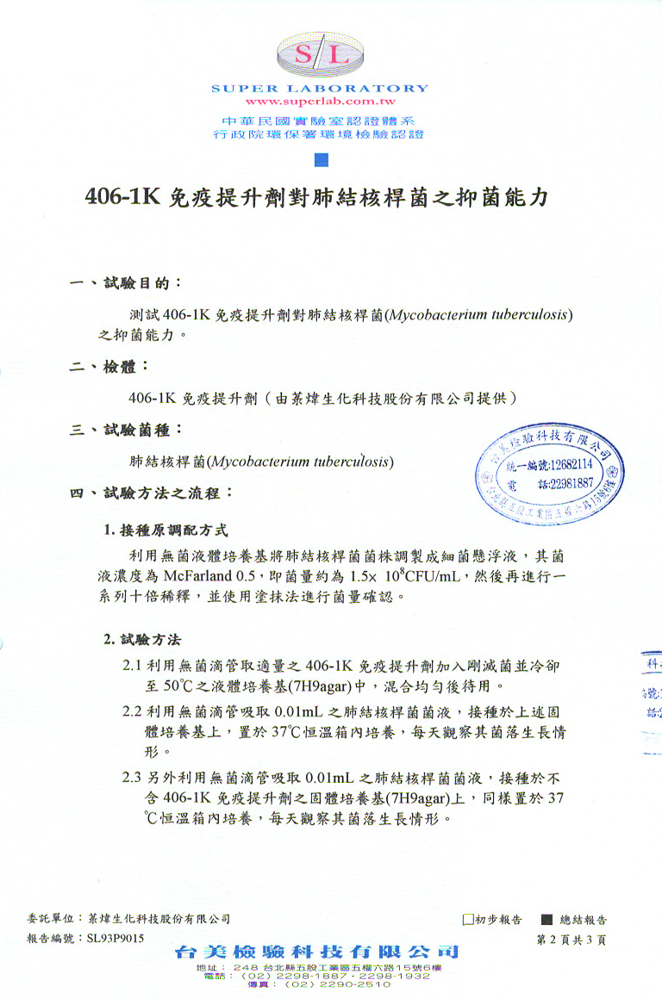 S L
SUPER LABORATORY
www.superlab.com.tw
中華民國實驗室認證體系
行政院環保署環境檢驗認證
406-1K 免疫提升劑對肺結核桿菌之抑菌能力
一、試驗目的：
測試 406-1K 免疫提升劑對肺結核桿菌(Mycobacterium tuberculosis)
之抑菌能力。
二、檢體：
406-1K 免疫提升劑（由棻煒生化科技股份有限公司提供）
三、試驗菌種：
肺結核桿菌(Mycobacterium tuberculosis)
台美檢驗科技有限公司
統一編號:12682114
電 話:22981887
台北縣五股工業區五權六路15號6樓
四、試驗方法之流程：
1. 接種原調配方式
利用無菌液體培養基將肺結核桿菌菌株調製成細菌懸浮液，其菌
液濃度為 McFarland 0.5，即菌量約為 1.5× 10⁸CFU/mL，然後再進行一
系列十倍稀釋，並使用塗抹法進行菌量確認。
2. 試驗方法
2.1 利用無菌滴管取適量之 406-1K 免疫提升劑加入剛滅菌並冷卻
至 50℃之液體培養基(7H9agar)中，混合均勻後待用。
2.2 利用無菌滴管吸取 0.01mL 之肺結核桿菌菌液，接種於上述固
體培養基上，置於 37℃恒溫箱內培養，每天觀察其菌落生長情
形。
2.3 另外利用無菌滴管吸取 0.01mL 之肺結核桿菌菌液，接種於不
含 406-1K 免疫提升劑之固體培養基(7H9agar)上，同樣置於 37
℃恒溫箱內培養，每天觀察其菌落生長情形。
委託單位：棻煒生化科技股份有限公司
□初步報告 ■ 總結報告
報告編號：SL93P9015
第 2 頁共 3 頁
台美檢驗科技有限公司
地址： 248 台北縣五股工業區五權六路15號6樓
電話：（02）2298-1887・2298-1932
傳真：（02）2290-2510